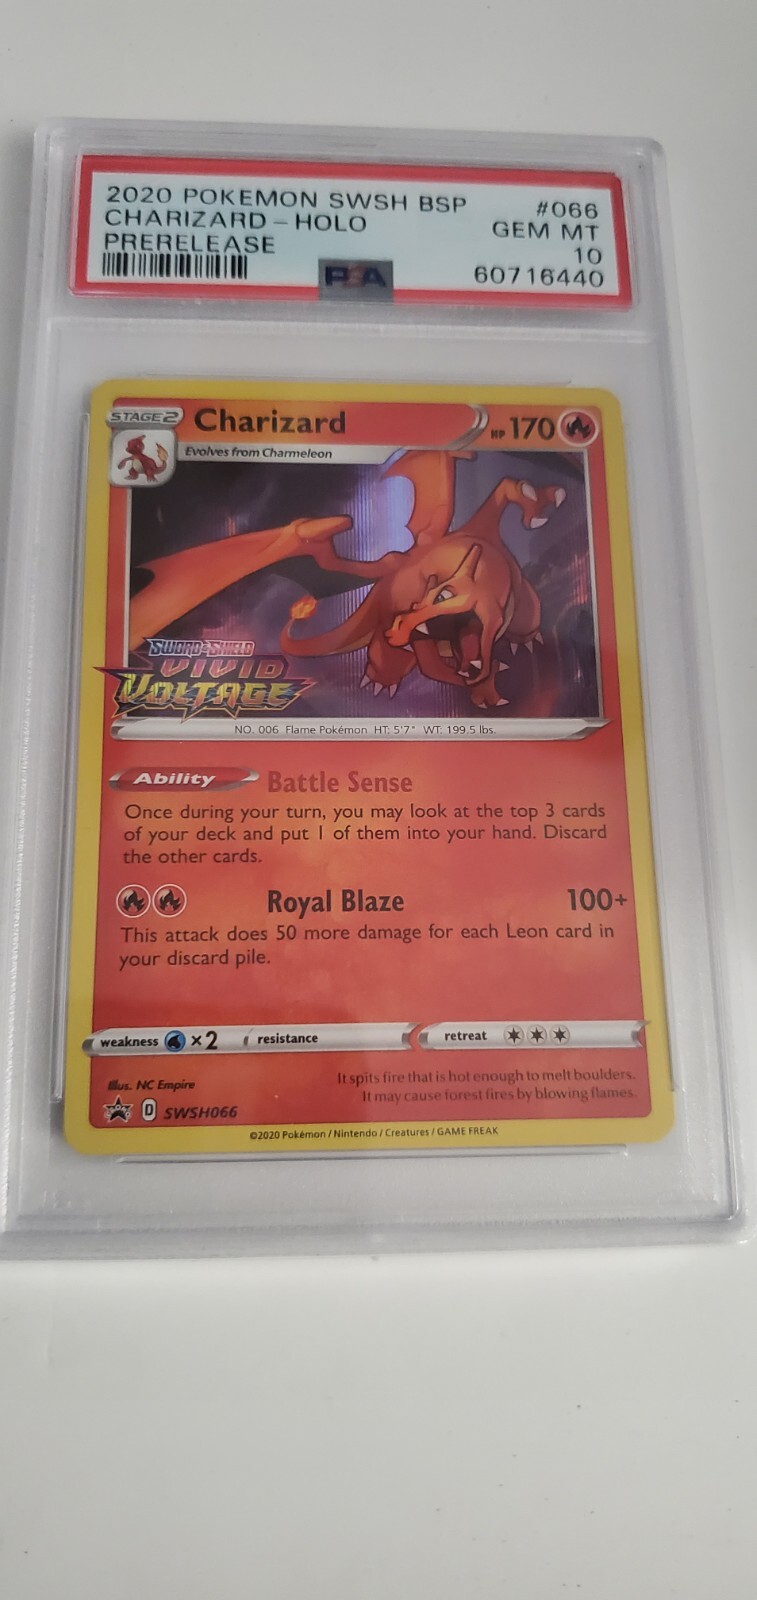 2020 POKEMON SWSH BSP #066
CHARIZARD - HOLO GEM MT
PRERELEASE 10
PSA 60716440
STAGE 2 Charizard HP 170
Evolves from Charmeleon
SWORD & SHIELD
VIVID
VOLTAGE
NO. 006 Flame Pokémon HT: 5'7" WT: 199.5 lbs.
Ability Battle Sense
Once during your turn, you may look at the top 3 cards
of your deck and put 1 of them into your hand. Discard
the other cards.
Royal Blaze 100+
This attack does 50 more damage for each Leon card in
your discard pile.
weakness ×2 resistance retreat
Illus. NC Empire
It spits fire that is hot enough to melt boulders.
It may cause forest fires by blowing flames.
D SWSH066
©2020 Pokémon / Nintendo / Creatures / GAME FREAK